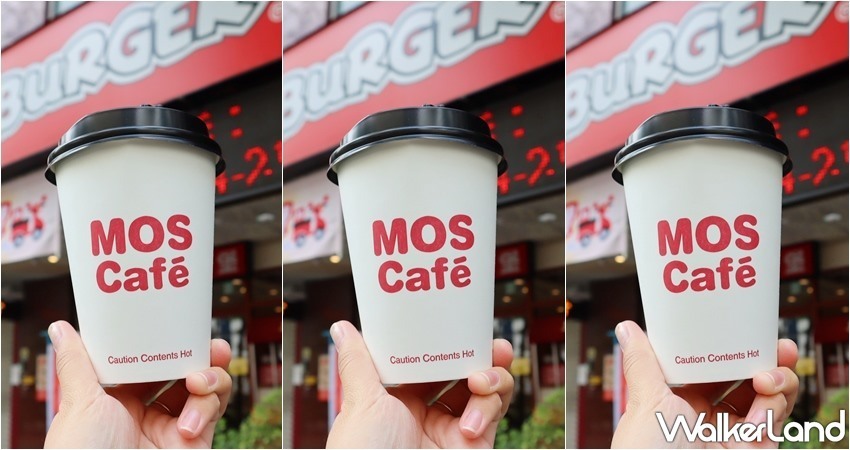 BURGER
MOS
Café
Caution Contents Hot
BURGER
MOS
Café
Caution Contents Hot
BURGER
MOS
Café
Caution Contents Hot
WalkerLand